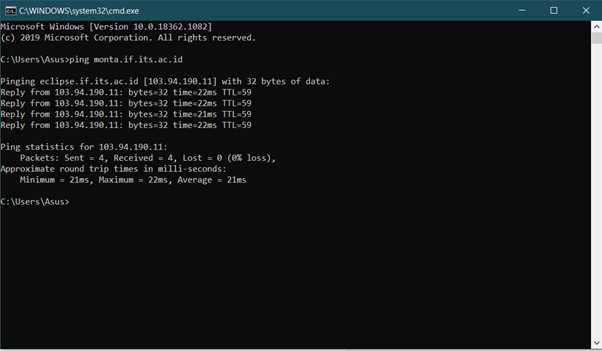 C:\WINDOWS\system32\cmd.exe
Microsoft Windows [Version 10.0.18362.1082]
(c) 2019 Microsoft Corporation. All rights reserved.
C:\Users\Asus>ping monta.if.its.ac.id
Pinging eclipse.if.its.ac.id [103.94.190.11] with 32 bytes of data:
Reply from 103.94.190.11: bytes=32 time=22ms TTL=59
Reply from 103.94.190.11: bytes=32 time=22ms TTL=59
Reply from 103.94.190.11: bytes=32 time=21ms TTL=59
Reply from 103.94.190.11: bytes=32 time=22ms TTL=59
Ping statistics for 103.94.190.11:
    Packets: Sent = 4, Received = 4, Lost = 0 (0% loss),
Approximate round trip times in milli-seconds:
    Minimum = 21ms, Maximum = 22ms, Average = 21ms
C:\Users\Asus>